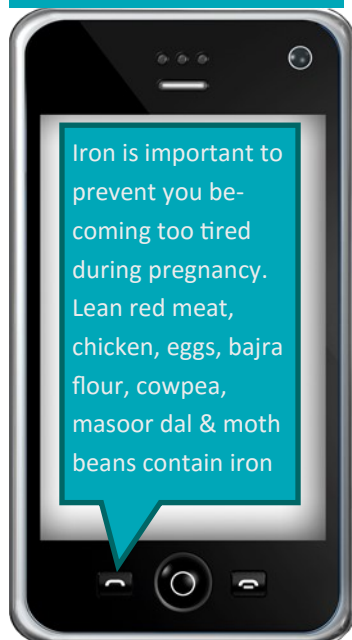 Iron is important to
prevent you be-
coming too tired
during pregnancy.
Lean red meat,
chicken, eggs, bajra
flour, cowpea,
masoor dal & moth
beans contain iron